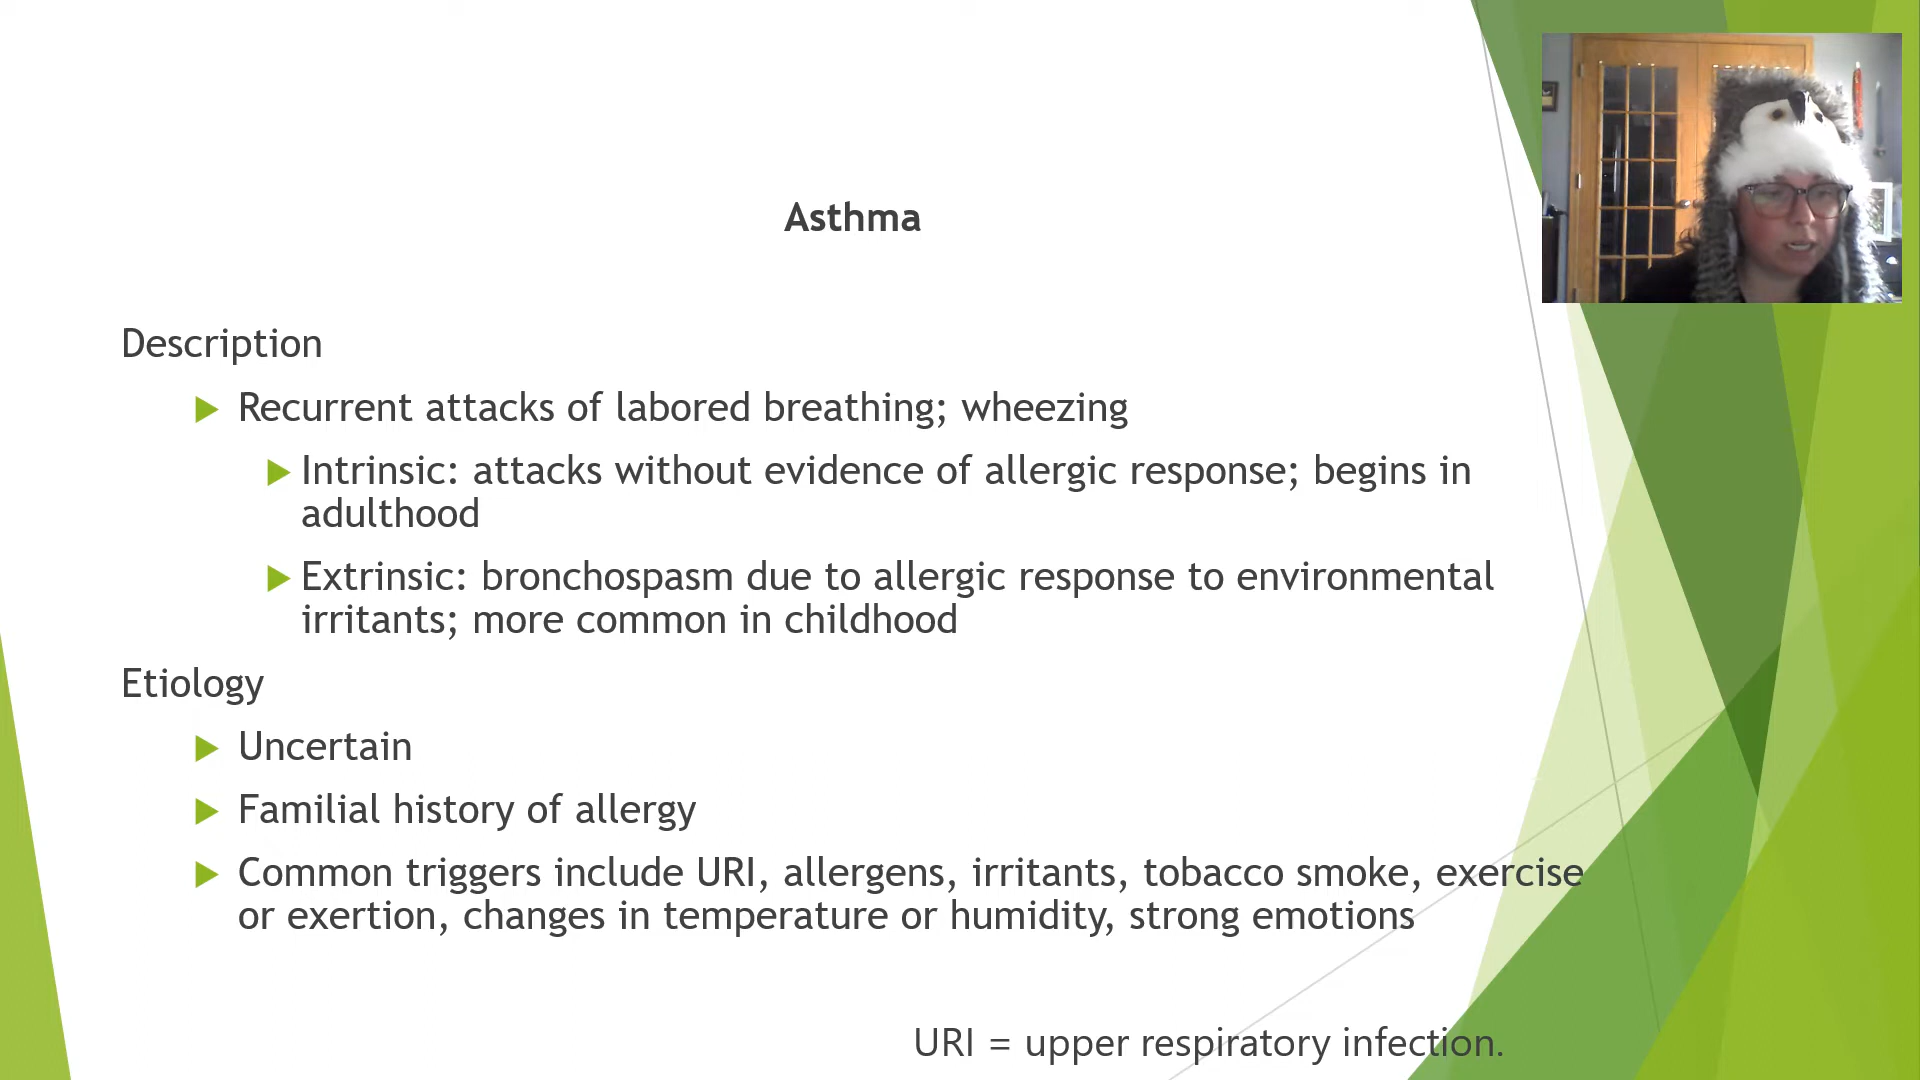 Asthma
Description
Recurrent attacks of labored breathing; wheezing
Intrinsic: attacks without evidence of allergic response; begins in
adulthood
Extrinsic: bronchospasm due to allergic response to environmental
irritants; more common in childhood
Etiology
Uncertain
Familial history of allergy
Common triggers include URI, allergens, irritants, tobacco smoke, exercise
or exertion, changes in temperature or humidity, strong emotions
URI = upper respiratory infection.